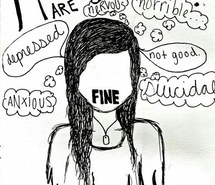 ARE
nervous
horrible
depressed
not good
FINE
ANXIOUS
Suicidal